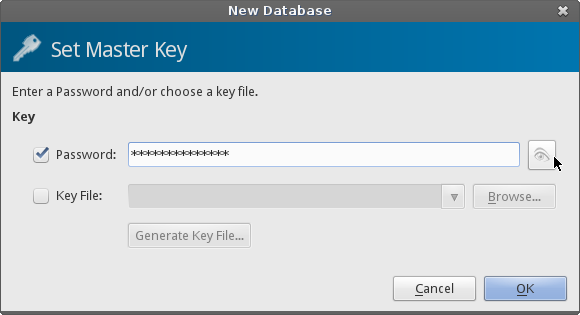 New Database
Set Master Key
Enter a Password and/or choose a key file.
Key
Password: **************
Key File: Browse...
Generate Key File...
Cancel OK